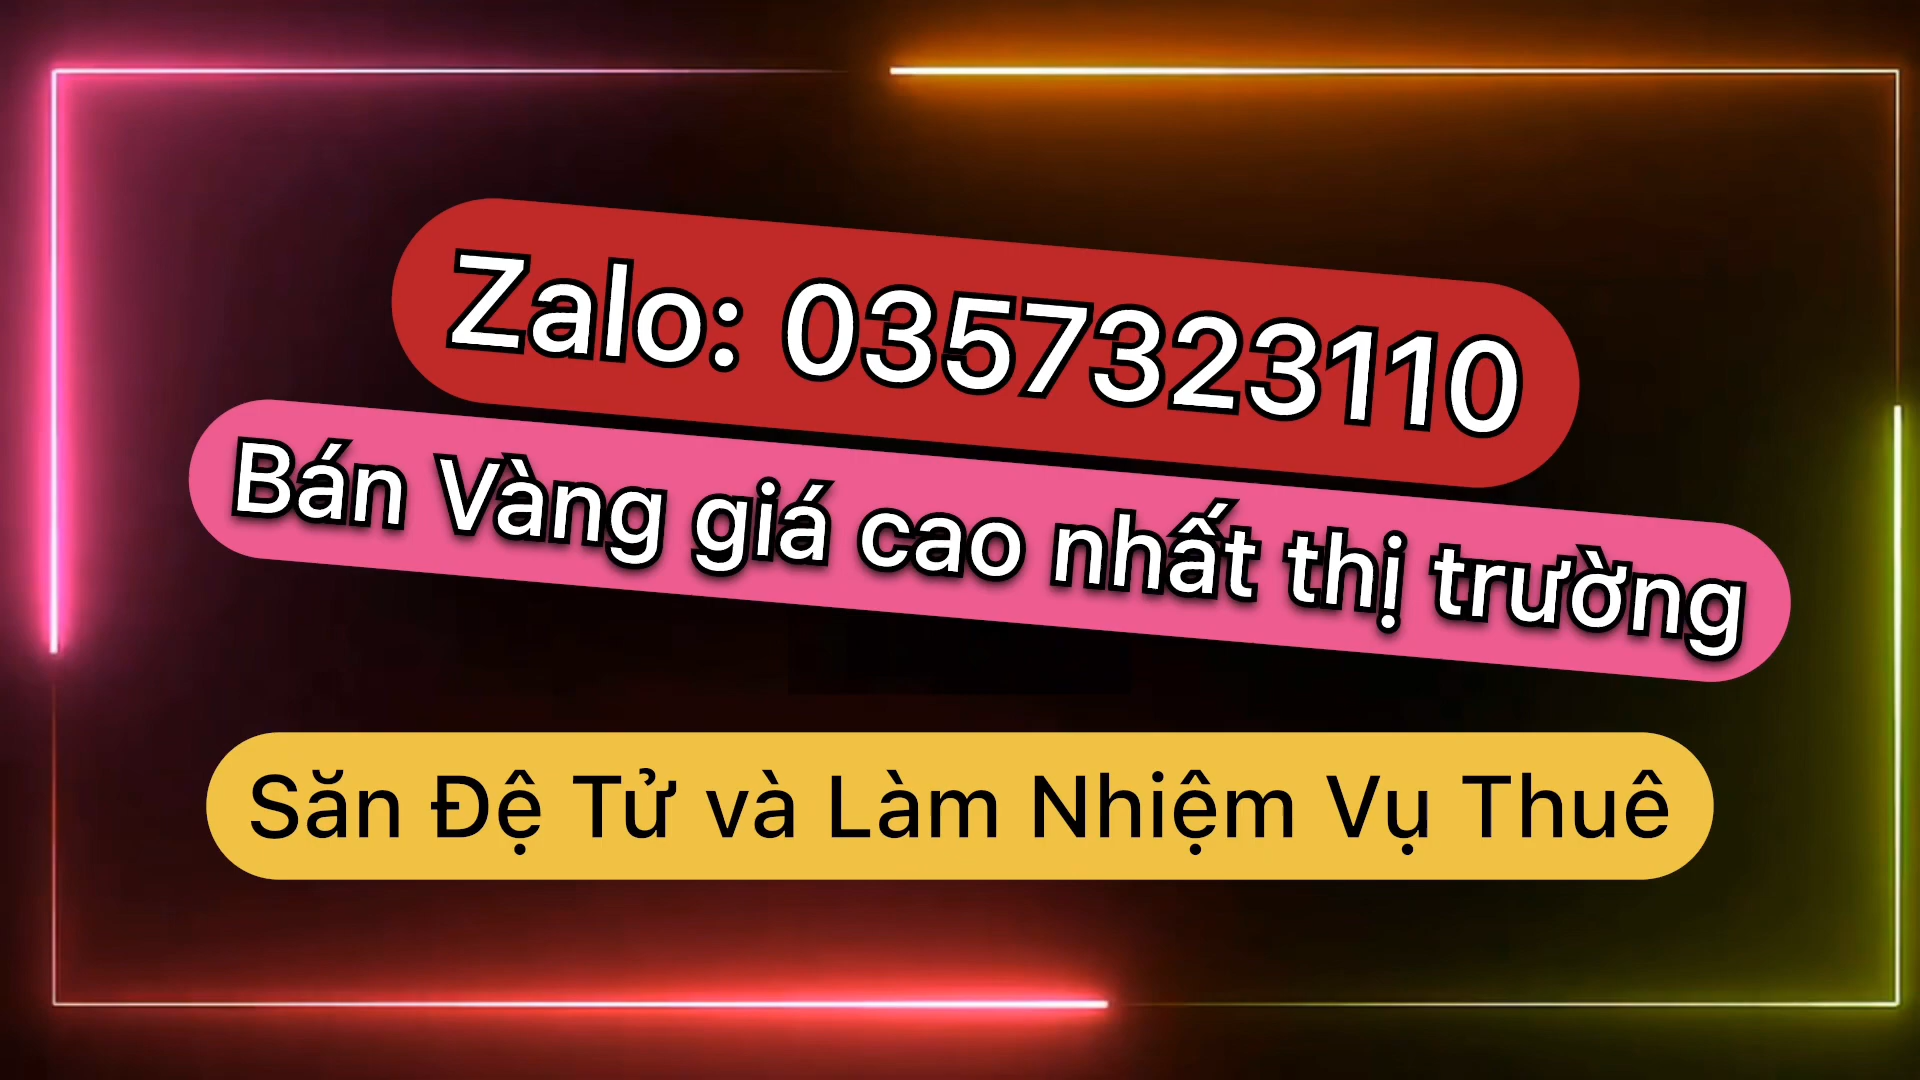 Zalo: 0357323110
Bán Vàng giá cao nhất thị trường
Săn Đệ Tử và Làm Nhiệm Vụ Thuê